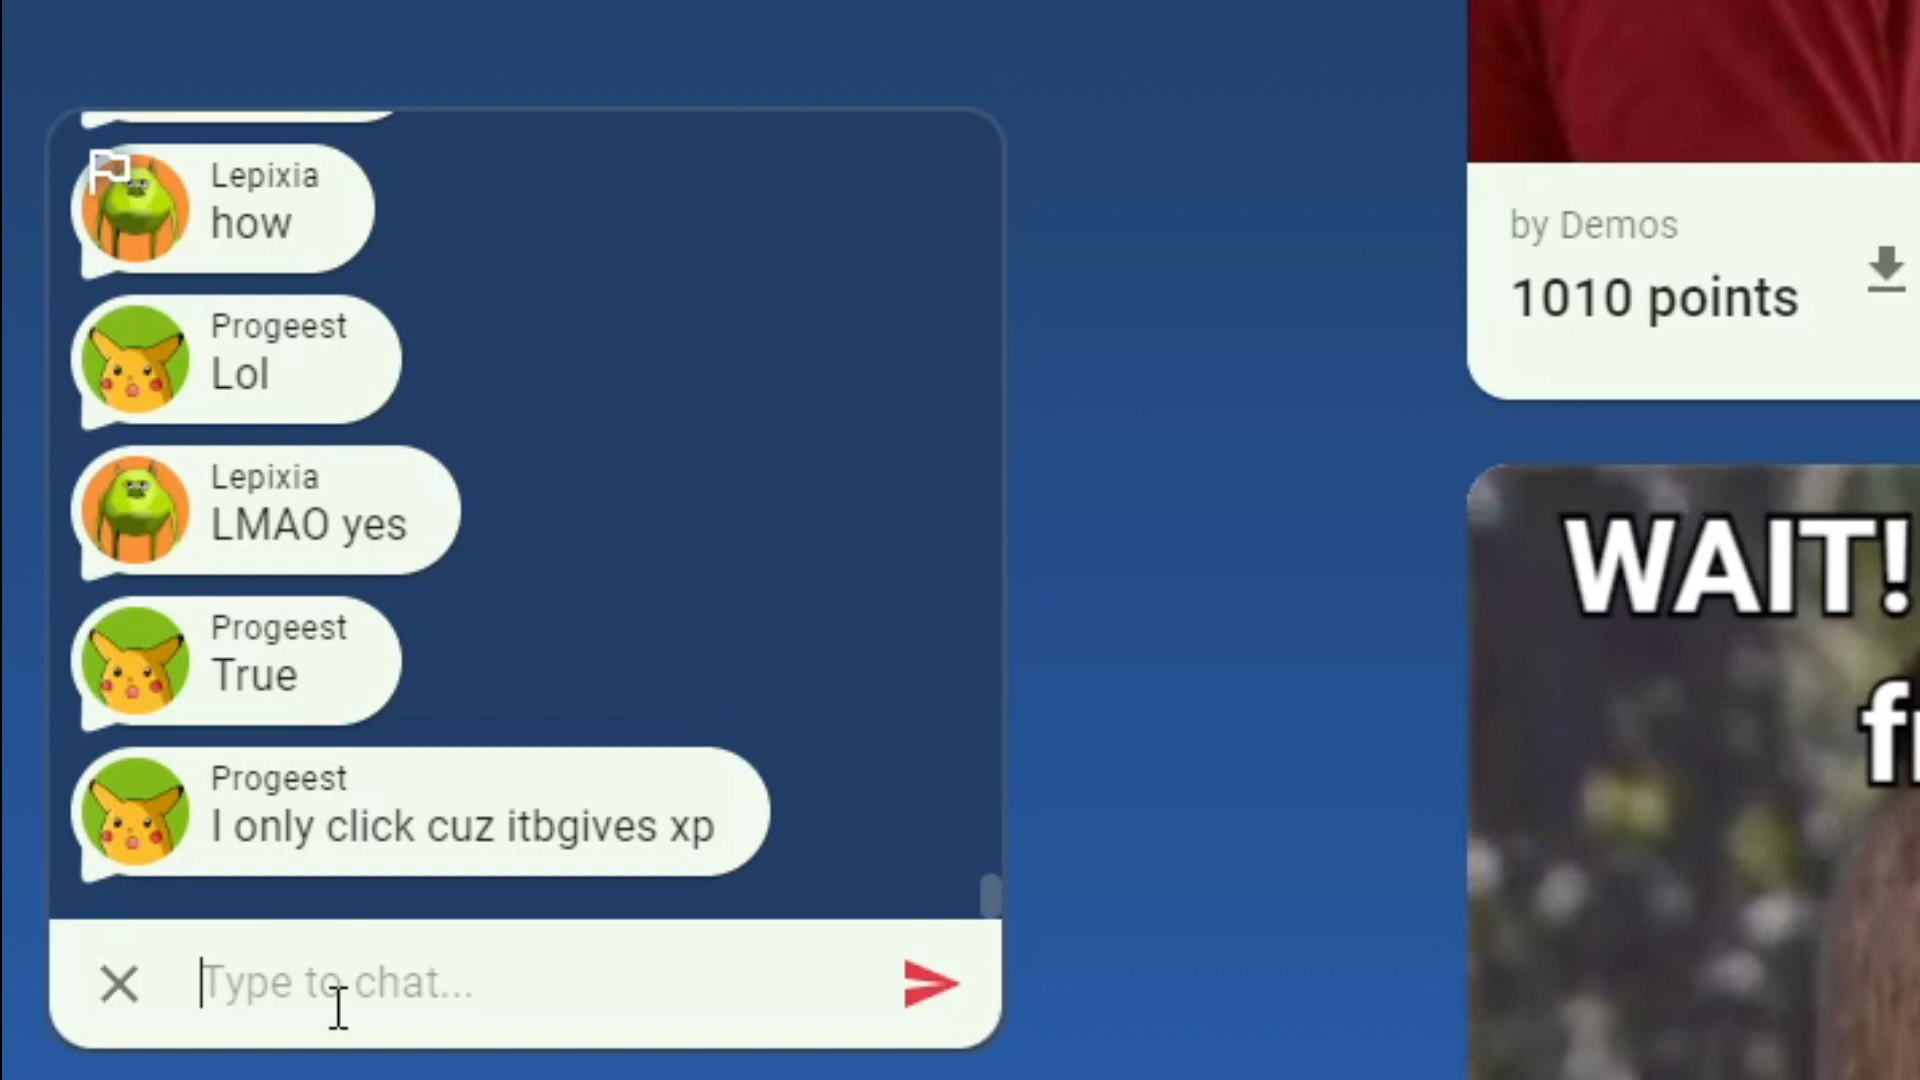 Lepixia
how
Progeest
Lol
Lepixia
LMAO yes
Progeest
True
Progeest
I only click cuz itbgives xp
Type to chat...
by Demos
1010 points
WAIT!